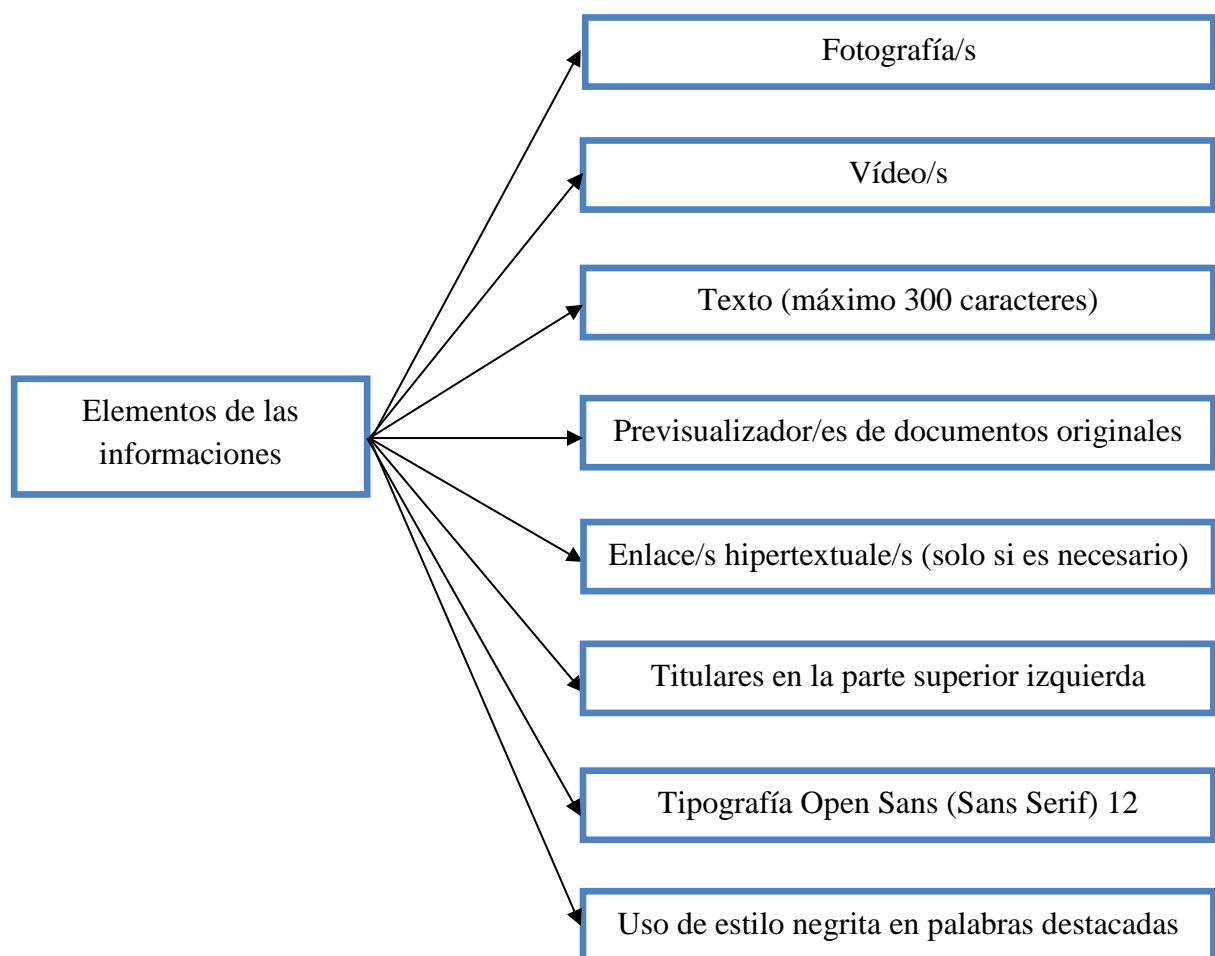 Fotografía/s
Vídeo/s
Texto (máximo 300 caracteres)
Elementos de las
informaciones
Previsualizador/es de documentos originales
Enlace/s hipertextuale/s (solo si es necesario)
Titulares en la parte superior izquierda
Tipografía Open Sans (Sans Serif) 12
Uso de estilo negrita en palabras destacadas